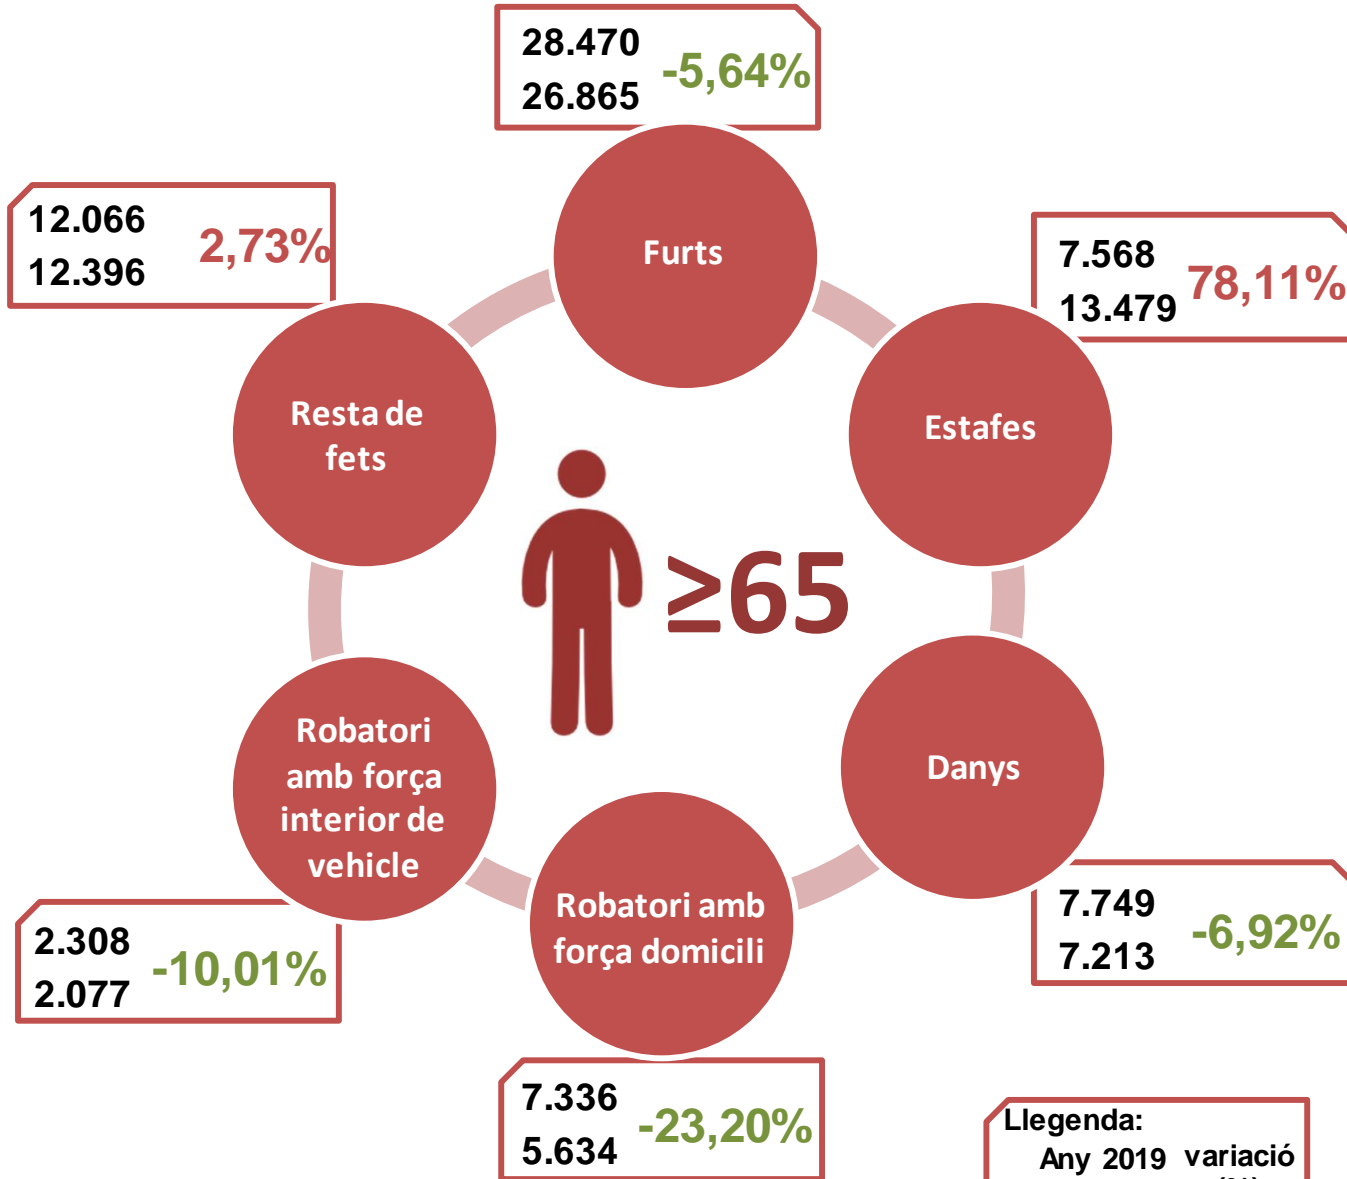 28.470
26.865
-5,64%
Furts
12.066
12.396
2,73%
7.568
13.479
78,11%
Resta de
fets
Estafes
≥65
Robatori
amb força
interior de
vehicle
Danys
Robatori amb
força domicili
2.308
2.077
-10,01%
7.749
7.213
-6,92%
7.336
5.634
-23,20%
Llegenda:
Any 2019 variació